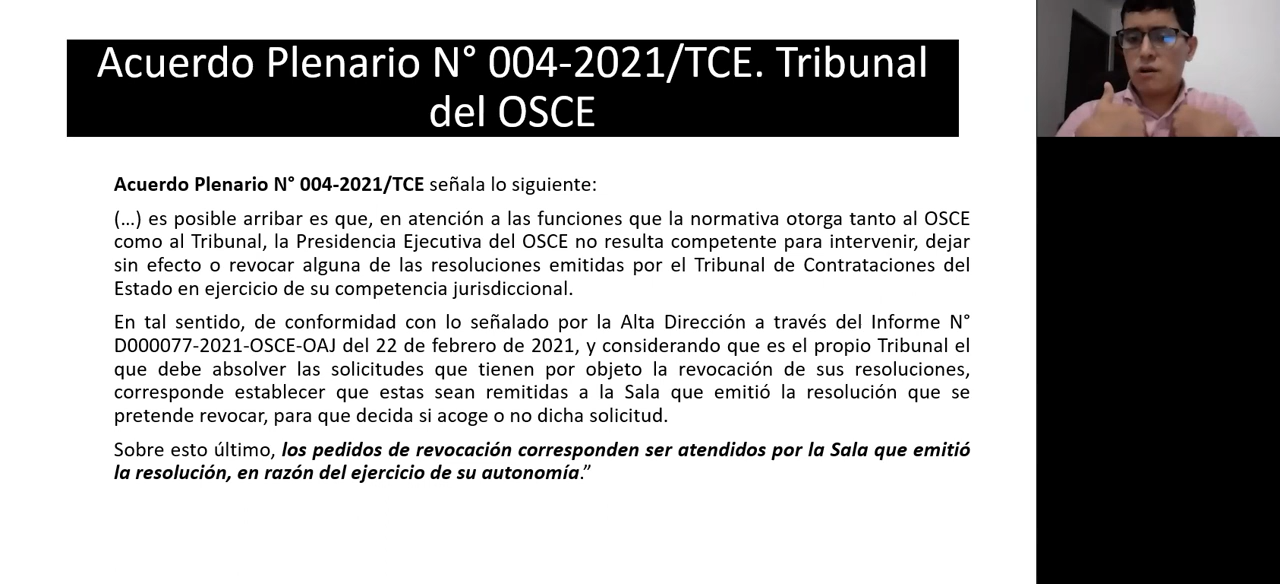 Acuerdo Plenario N° 004-2021/TCE. Tribunal
del OSCE
Acuerdo Plenario N° 004-2021/TCE señala lo siguiente:
(...) es posible arribar es que, en atención a las funciones que la normativa otorga tanto al OSCE
como al Tribunal, la Presidencia Ejecutiva del OSCE no resulta competente para intervenir, dejar
sin efecto o revocar alguna de las resoluciones emitidas por el Tribunal de Contrataciones del
Estado en ejercicio de su competencia jurisdiccional.
En tal sentido, de conformidad con lo señalado por la Alta Dirección a través del Informe N°
D000077-2021-OSCE-OAJ del 22 de febrero de 2021, y considerando que es el propio Tribunal el
que debe absolver las solicitudes que tienen por objeto la revocación de sus resoluciones,
corresponde establecer que estas sean remitidas a la Sala que emitió la resolución que se
pretende revocar, para que decida si acoge o no dicha solicitud.
Sobre esto último, los pedidos de revocación corresponden ser atendidos por la Sala que emitió
la resolución, en razón del ejercicio de su autonomía.”